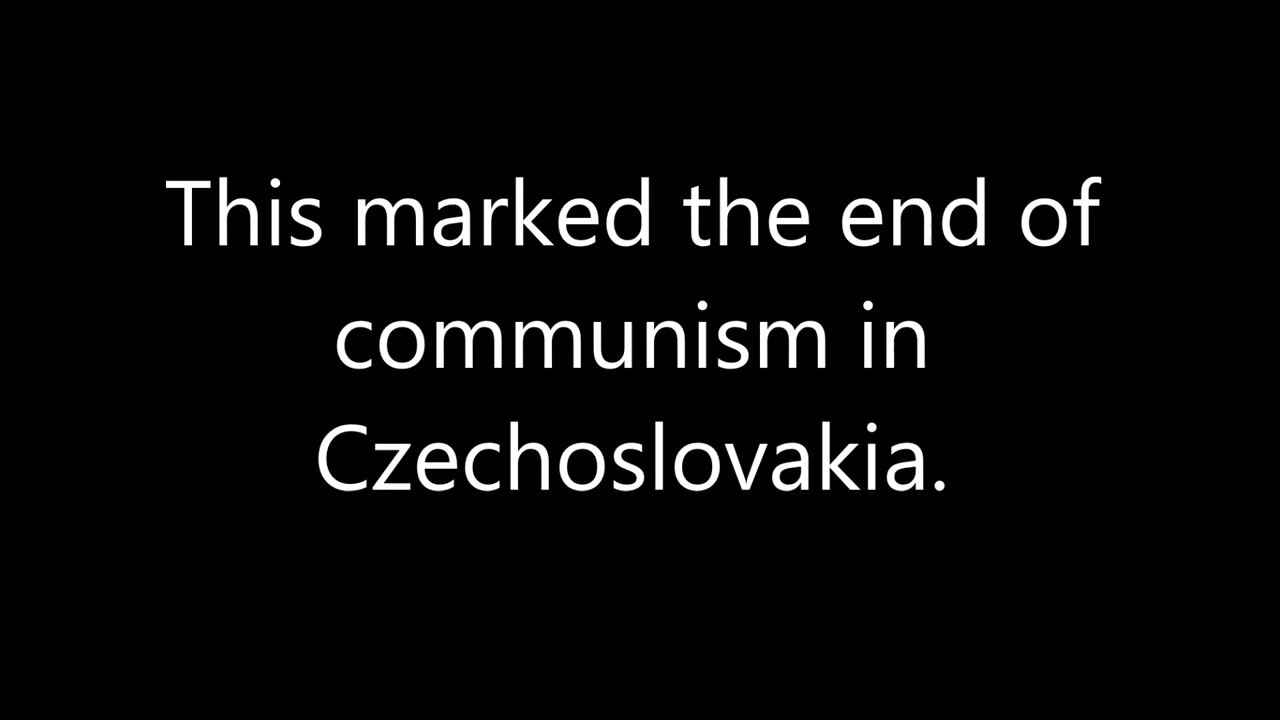 This marked the end of
communism in
Czechoslovakia.